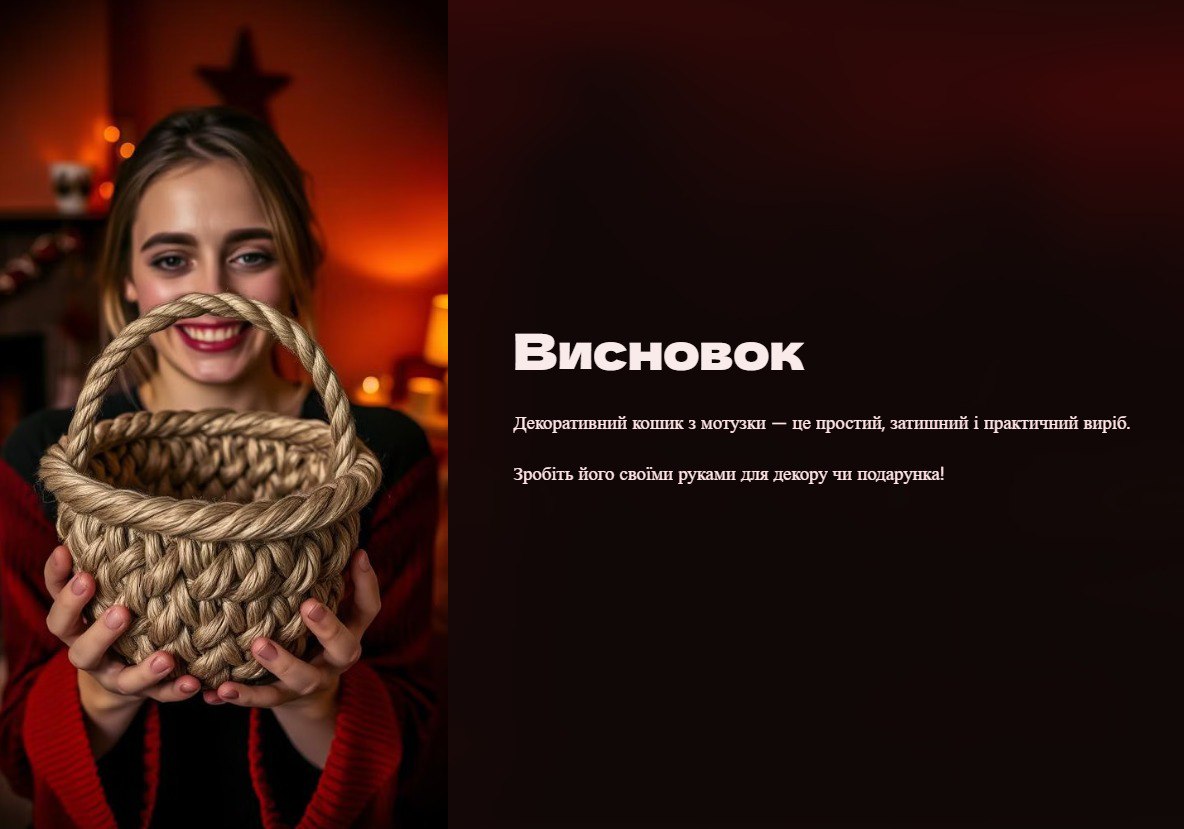 Висновок
Декоративний кошик з мотузки — це простий, затишний і практичний виріб.
Зробіть його своїми руками для декору чи подарунка!